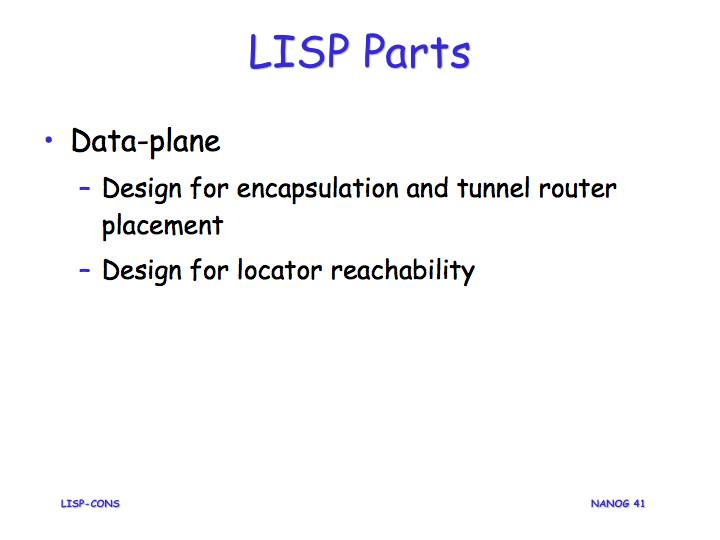 LISP Parts
• Data-plane
– Design for encapsulation and tunnel router
placement
– Design for locator reachability
LISP-CONS
NANOG 41